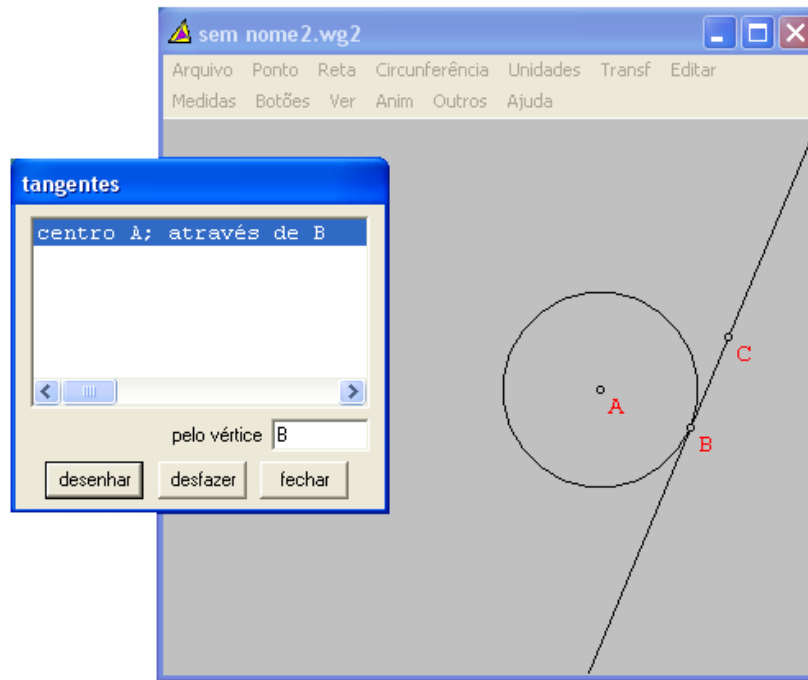 sem nome2.wg2
Arquivo Ponto Reta Circunferência Unidades Transf Editar
Medidas Botões Ver Anim Outros Ajuda
tangentes
centro A; através de B
pelo vértice B
desenhar desfazer fechar
C
A
B